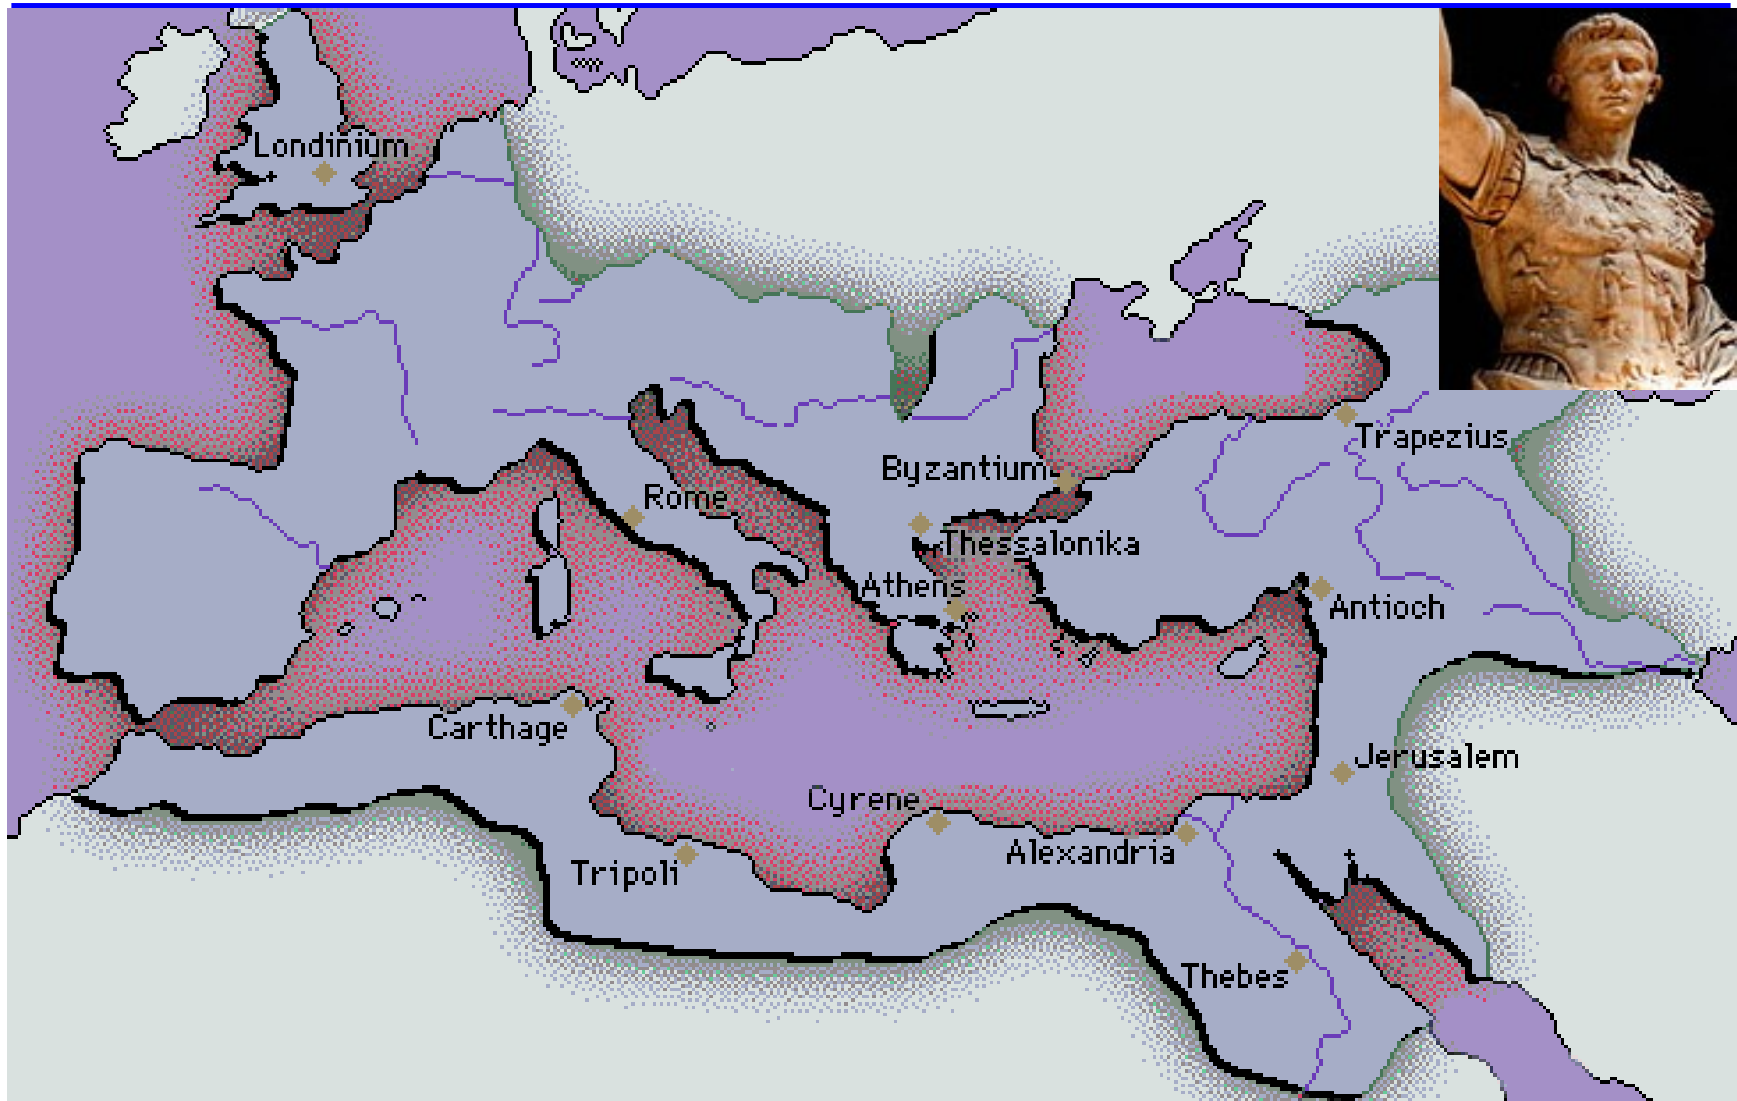 Londinium
Trapezius
Byzantium
Rome
Thessalonika
Athens
Antioch
Carthage
Jerusalem
Cyrene
Alexandria
Tripoli
Thebes